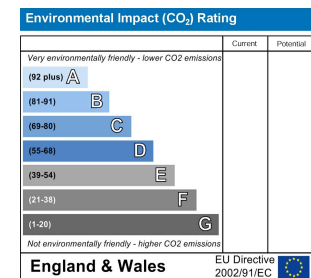 Environmental Impact (CO₂) Rating
Current Potential
Very environmentally friendly - lower CO2 emissions
(92 plus) A
(81-91) B
(69-80) C
(55-68) D
(39-54) E
(21-38) F
(1-20) G
Not environmentally friendly - higher CO2 emissions
England & Wales
EU Directive
2002/91/EC